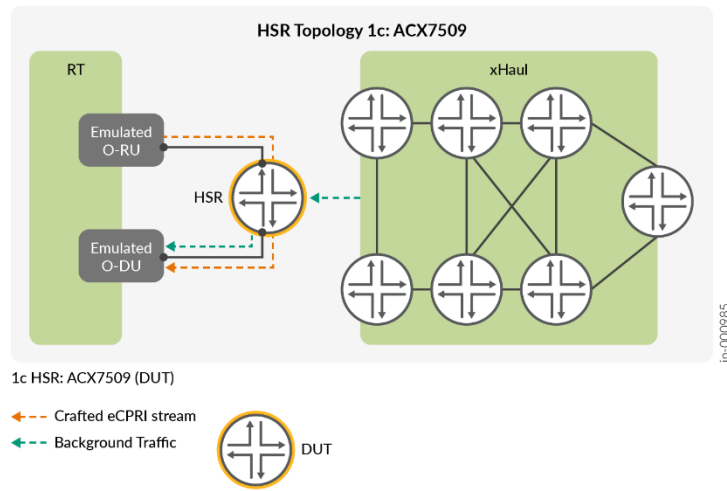 HSR Topology 1c: ACX7509
RT
xHaul
Emulated
O-RU
HSR
Emulated
O-DU
jn-000985
1c HSR: ACX7509 (DUT)
Crafted eCPRI stream
Background Traffic
DUT